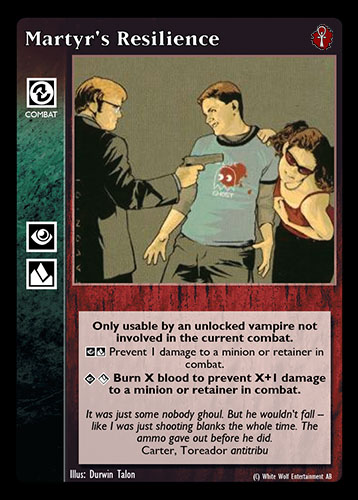 Martyr's Resilience
COMBAT
GHOST
Only usable by an unlocked vampire not
involved in the current combat.
Prevent 1 damage to a minion or retainer in
combat.
Burn X blood to prevent X+1 damage
to a minion or retainer in combat.
It was just some nobody ghoul. But he wouldn't fall –
like I was just shooting blanks the whole time. The
ammo gave out before he did.
Carter, Toreador antitribu
Illus: Durwin Talon
(C) White Wolf Entertainment AB